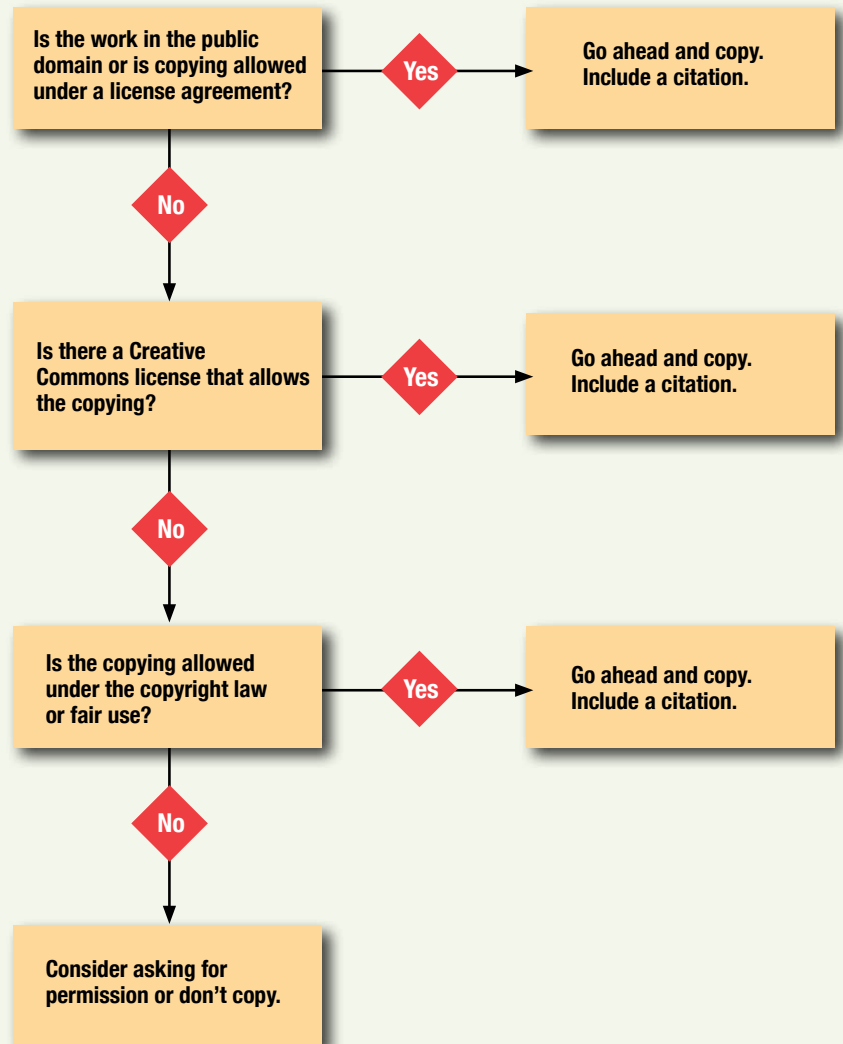 Is the work in the public
domain or is copying allowed
under a license agreement?
Yes
Go ahead and copy.
Include a citation.
No
Is there a Creative
Commons license that allows
the copying?
Yes
Go ahead and copy.
Include a citation.
No
Is the copying allowed
under the copyright law
or fair use?
Yes
Go ahead and copy.
Include a citation.
No
Consider asking for
permission or don’t copy.